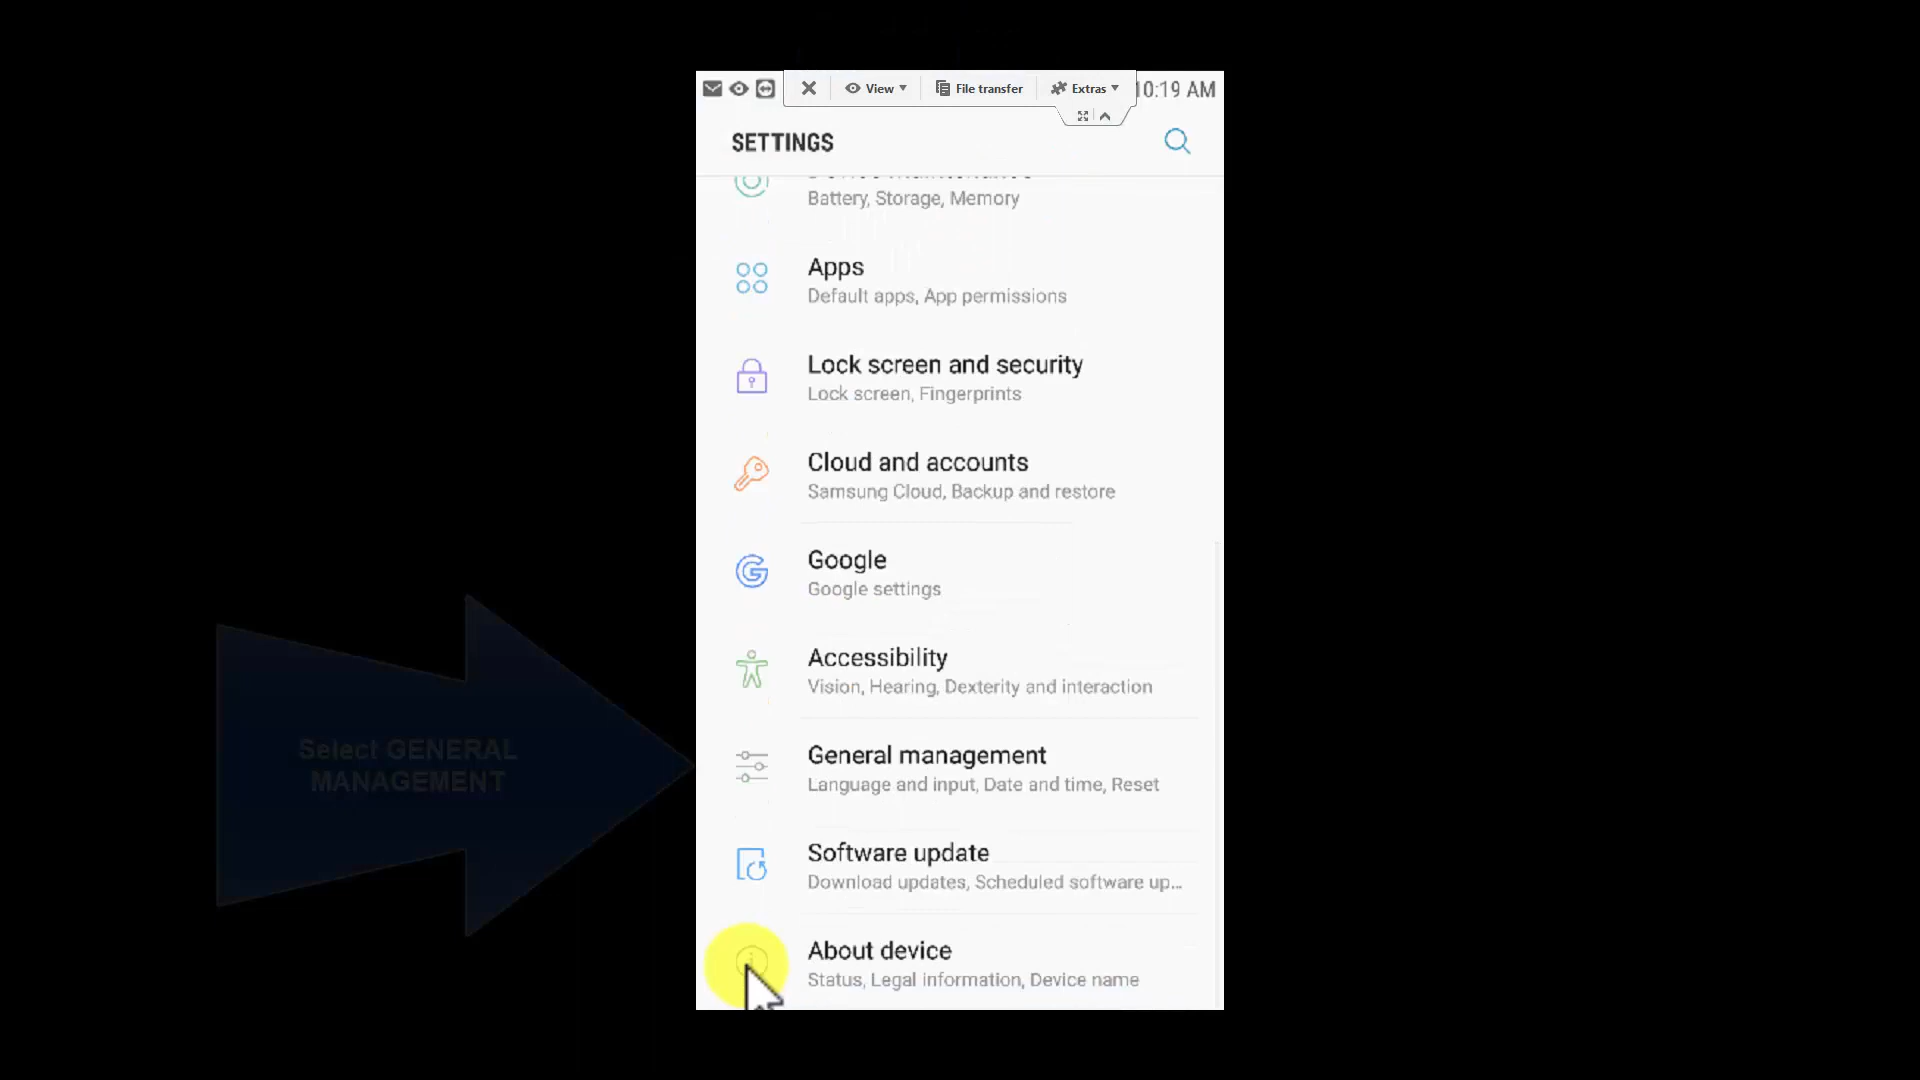 View
File transfer
Extras
10:19 AM
SETTINGS
Battery, Storage, Memory
Apps
Default apps, App permissions
Lock screen and security
Lock screen, Fingerprints
Cloud and accounts
Samsung Cloud, Backup and restore
Google
Google settings
Accessibility
Vision, Hearing, Dexterity and interaction
General management
Language and input, Date and time, Reset
Select GENERAL
MANAGEMENT
Software update
Download updates, Scheduled software up...
About device
Status, Legal information, Device name